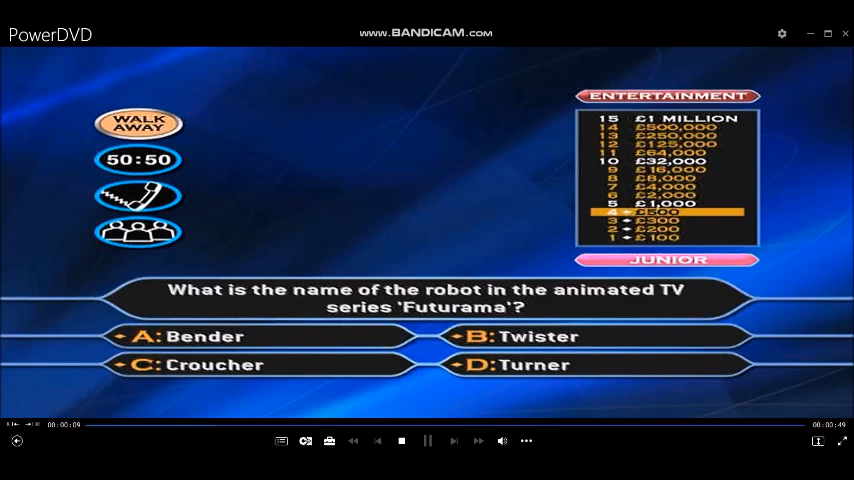 PowerDVD
www.BANDICAM.com
ENTERTAINMENT
WALK
AWAY
50:50
15 £1 MILLION
14 £500,000
13 £250,000
12 £125,000
11 £64,000
10 £32,000
9 £16,000
8 £8,000
7 £4,000
6 £2,000
5 £1,000
4 £500
3 £300
2 £200
1 £100
JUNIOR
What is the name of the robot in the animated TV
series 'Futurama'?
A: Bender
B: Twister
C: Croucher
D: Turner
00:00:09
00:00:49